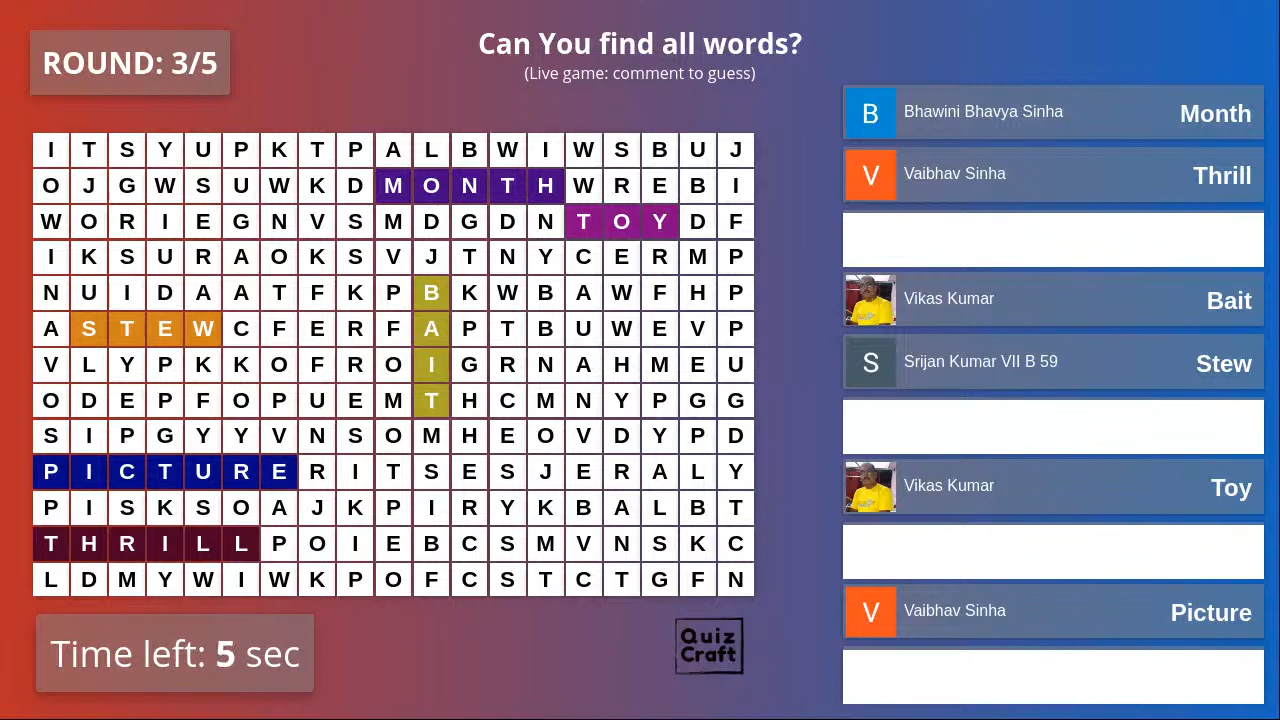 ROUND: 3/5
Can You find all words?
(Live game: comment to guess)
I T S Y U P K T P A L B W I W S B U J
O J G W S U W K D M O N T H W R E B I
W O R I E G N V S M D G D N T O Y D F
I K S U R A O K S V J T N Y C E R M P
N U I D A A T F K P B K W B A W F H P
A S T E W C F E R F A P T B U W E V P
V L Y P K K O F R O I G R N A H M E U
O D E P F O P U E M T H C M N Y P G G
S I P G Y Y V N S O M H E O V D Y P D
P I C T U R E R I T S E S J E R A L Y
P I S K S O A J K P I R Y K B A L B T
T H R I L L P O I E B C S M V N S K C
L D M Y W I W K P O F C S T C T G F N
B Bhawini Bhavya Sinha Month
V Vaibhav Sinha Thrill
Vikas Kumar Bait
S Srijan Kumar VII B 59 Stew
Vikas Kumar Toy
V Vaibhav Sinha Picture
Time left: 5 sec
Quiz
Craft